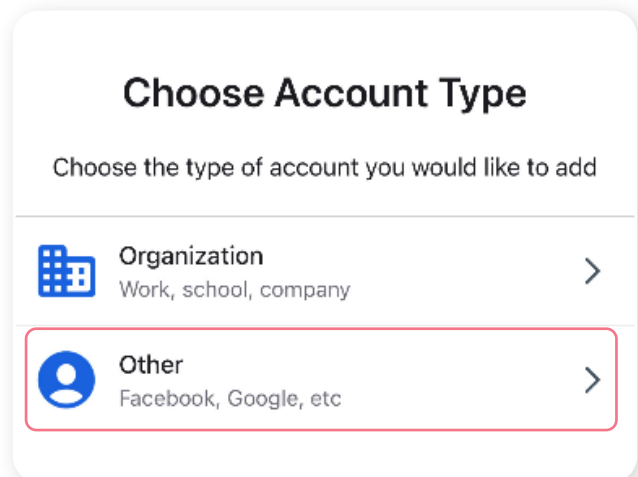 Choose Account Type
Choose the type of account you would like to add
Organization
Work, school, company
Other
Facebook, Google, etc